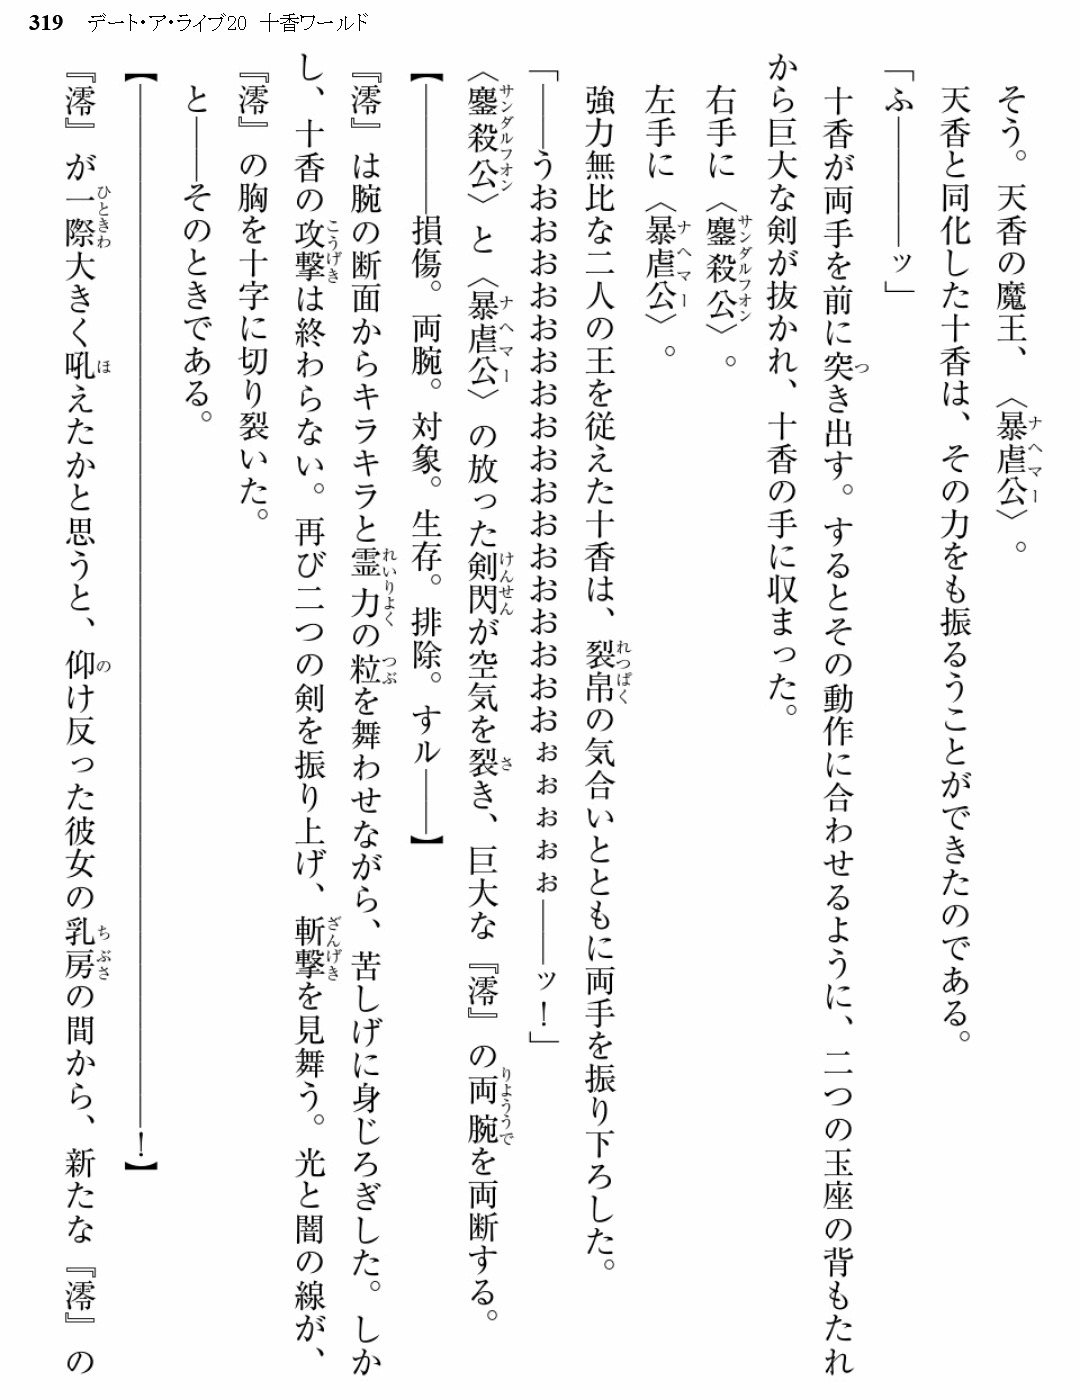 319 デート・ア・ライブ20 十香ワールド
そう。天香の魔王、〈暴虐公〉。
天香と同化した十香は、その力をも振るうことができたのである。
「ふ――――ッ」
十香が両手を前に突き出す。するとその動作に合わせるように、二つの玉座の背もたれ
から巨大な剣が抜かれ、十香の手に収まった。
右手に〈鏖殺公〉。
左手に〈暴虐公〉。
強力無比な二人の王を従えた十香は、裂帛の気合いとともに両手を振り下ろした。
「――うおおおおおおおおおおおおおおおおおおぉぉぉぉぉ――ッ！」
〈鏖殺公〉と〈暴虐公〉の放った剣閃が空気を裂き、巨大な『澪』の両腕を両断する。
【――――損傷。両腕。対象。生存。排除。すル――】
『澪』は腕の断面からキラキラと霊力の粒を舞わせながら、苦しげに身じろぎした。しか
し、十香の攻撃は終わらない。再び二つの剣を振り上げ、斬撃を見舞う。光と闇の線が、
『澪』の胸を十字に切り裂いた。
と――そのときである。
【――――――――――――――――――――――――――――――――！】
『澪』が一際大きく吼えたかと思うと、仰け反った彼女の乳房の間から、新たな『澪』の